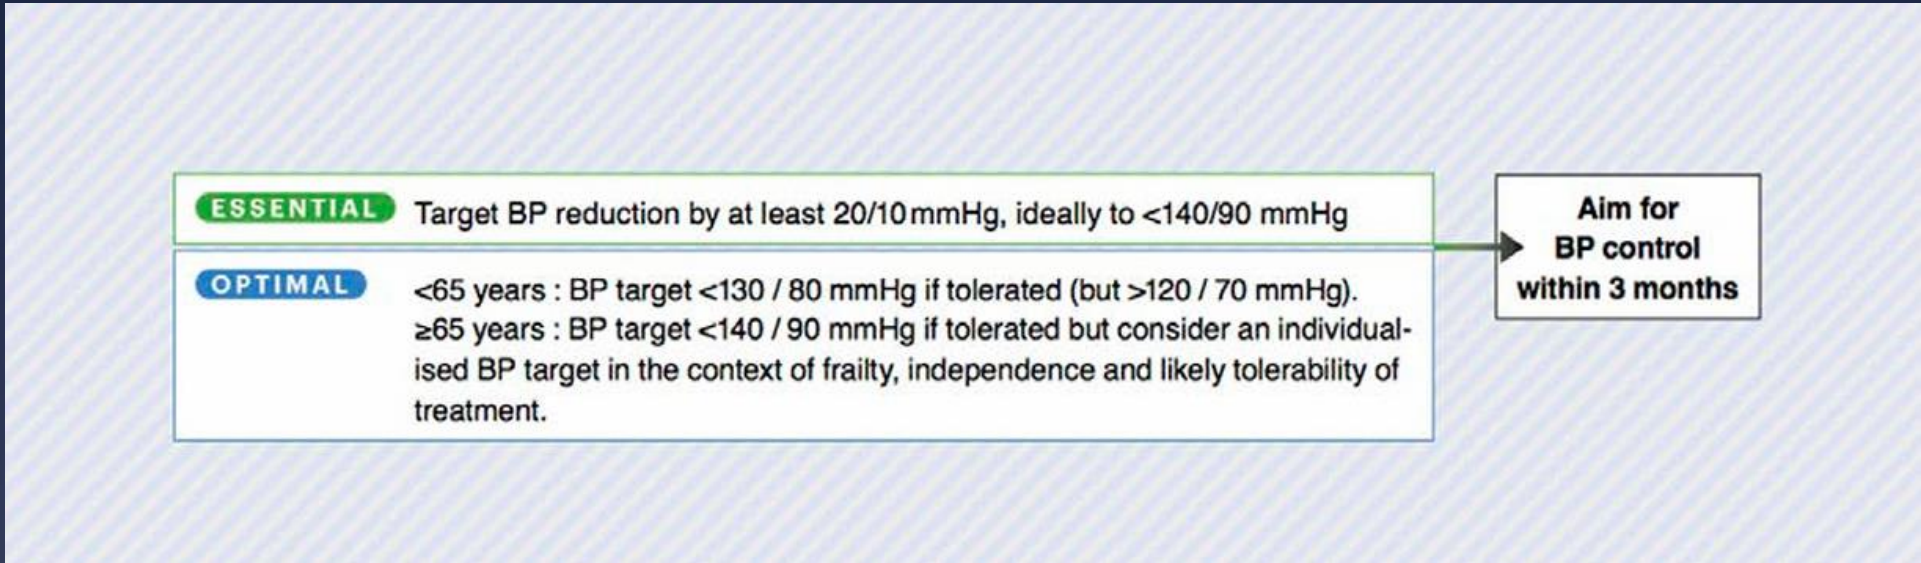 ESSENTIAL Target BP reduction by at least 20/10 mmHg, ideally to <140/90 mmHg
OPTIMAL <65 years : BP target <130 / 80 mmHg if tolerated (but >120 / 70 mmHg).
≥65 years : BP target <140 / 90 mmHg if tolerated but consider an individual-
ised BP target in the context of frailty, independence and likely tolerability of
treatment.
Aim for
BP control
within 3 months